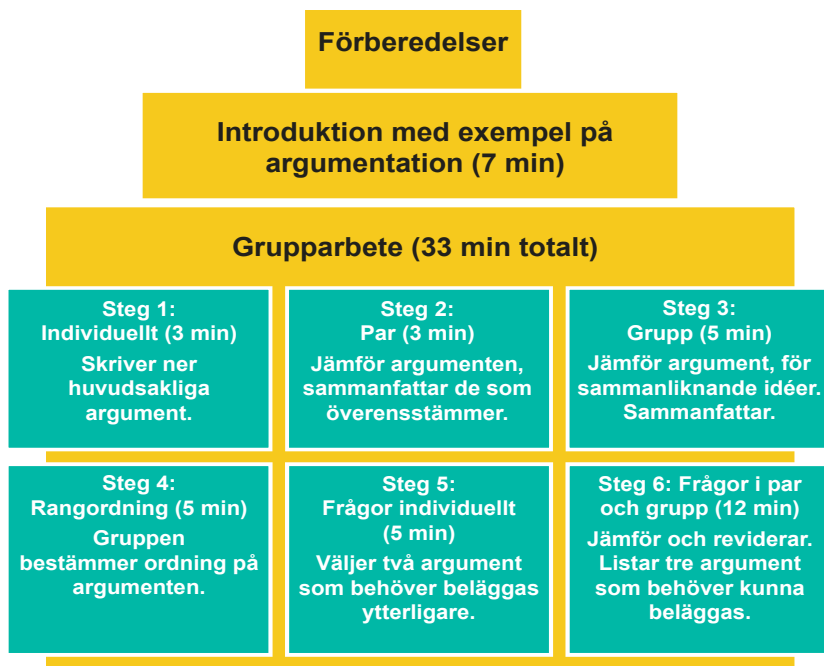 Förberedelser
Introduktion med exempel på
argumentation (7 min)
Grupparbete (33 min totalt)
Steg 1:
Individuellt (3 min)
Skriver ner
huvudsakliga
argument.
Steg 2:
Par (3 min)
Jämför argumenten,
sammanfattar de som
överensstämmer.
Steg 3:
Grupp (5 min)
Jämför argument, för
sammanliknande idéer.
Sammanfattar.
Steg 4:
Rangordning (5 min)
Gruppen
bestämmer ordning på
argumenten.
Steg 5:
Frågor individuellt
(5 min)
Väljer två argument
som behöver beläggas
ytterligare.
Steg 6: Frågor i par
och grupp (12 min)
Jämför och reviderar.
Listar tre argument
som behöver kunna
beläggas.